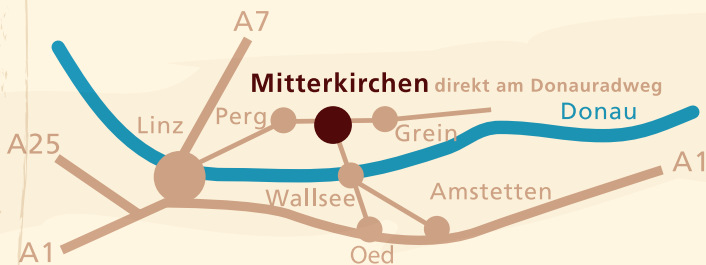 A7
Mitterkirchen direkt am Donauradweg
Perg
Donau
Linz
Grein
A25
A1
Wallsee
Amstetten
A1
Oed